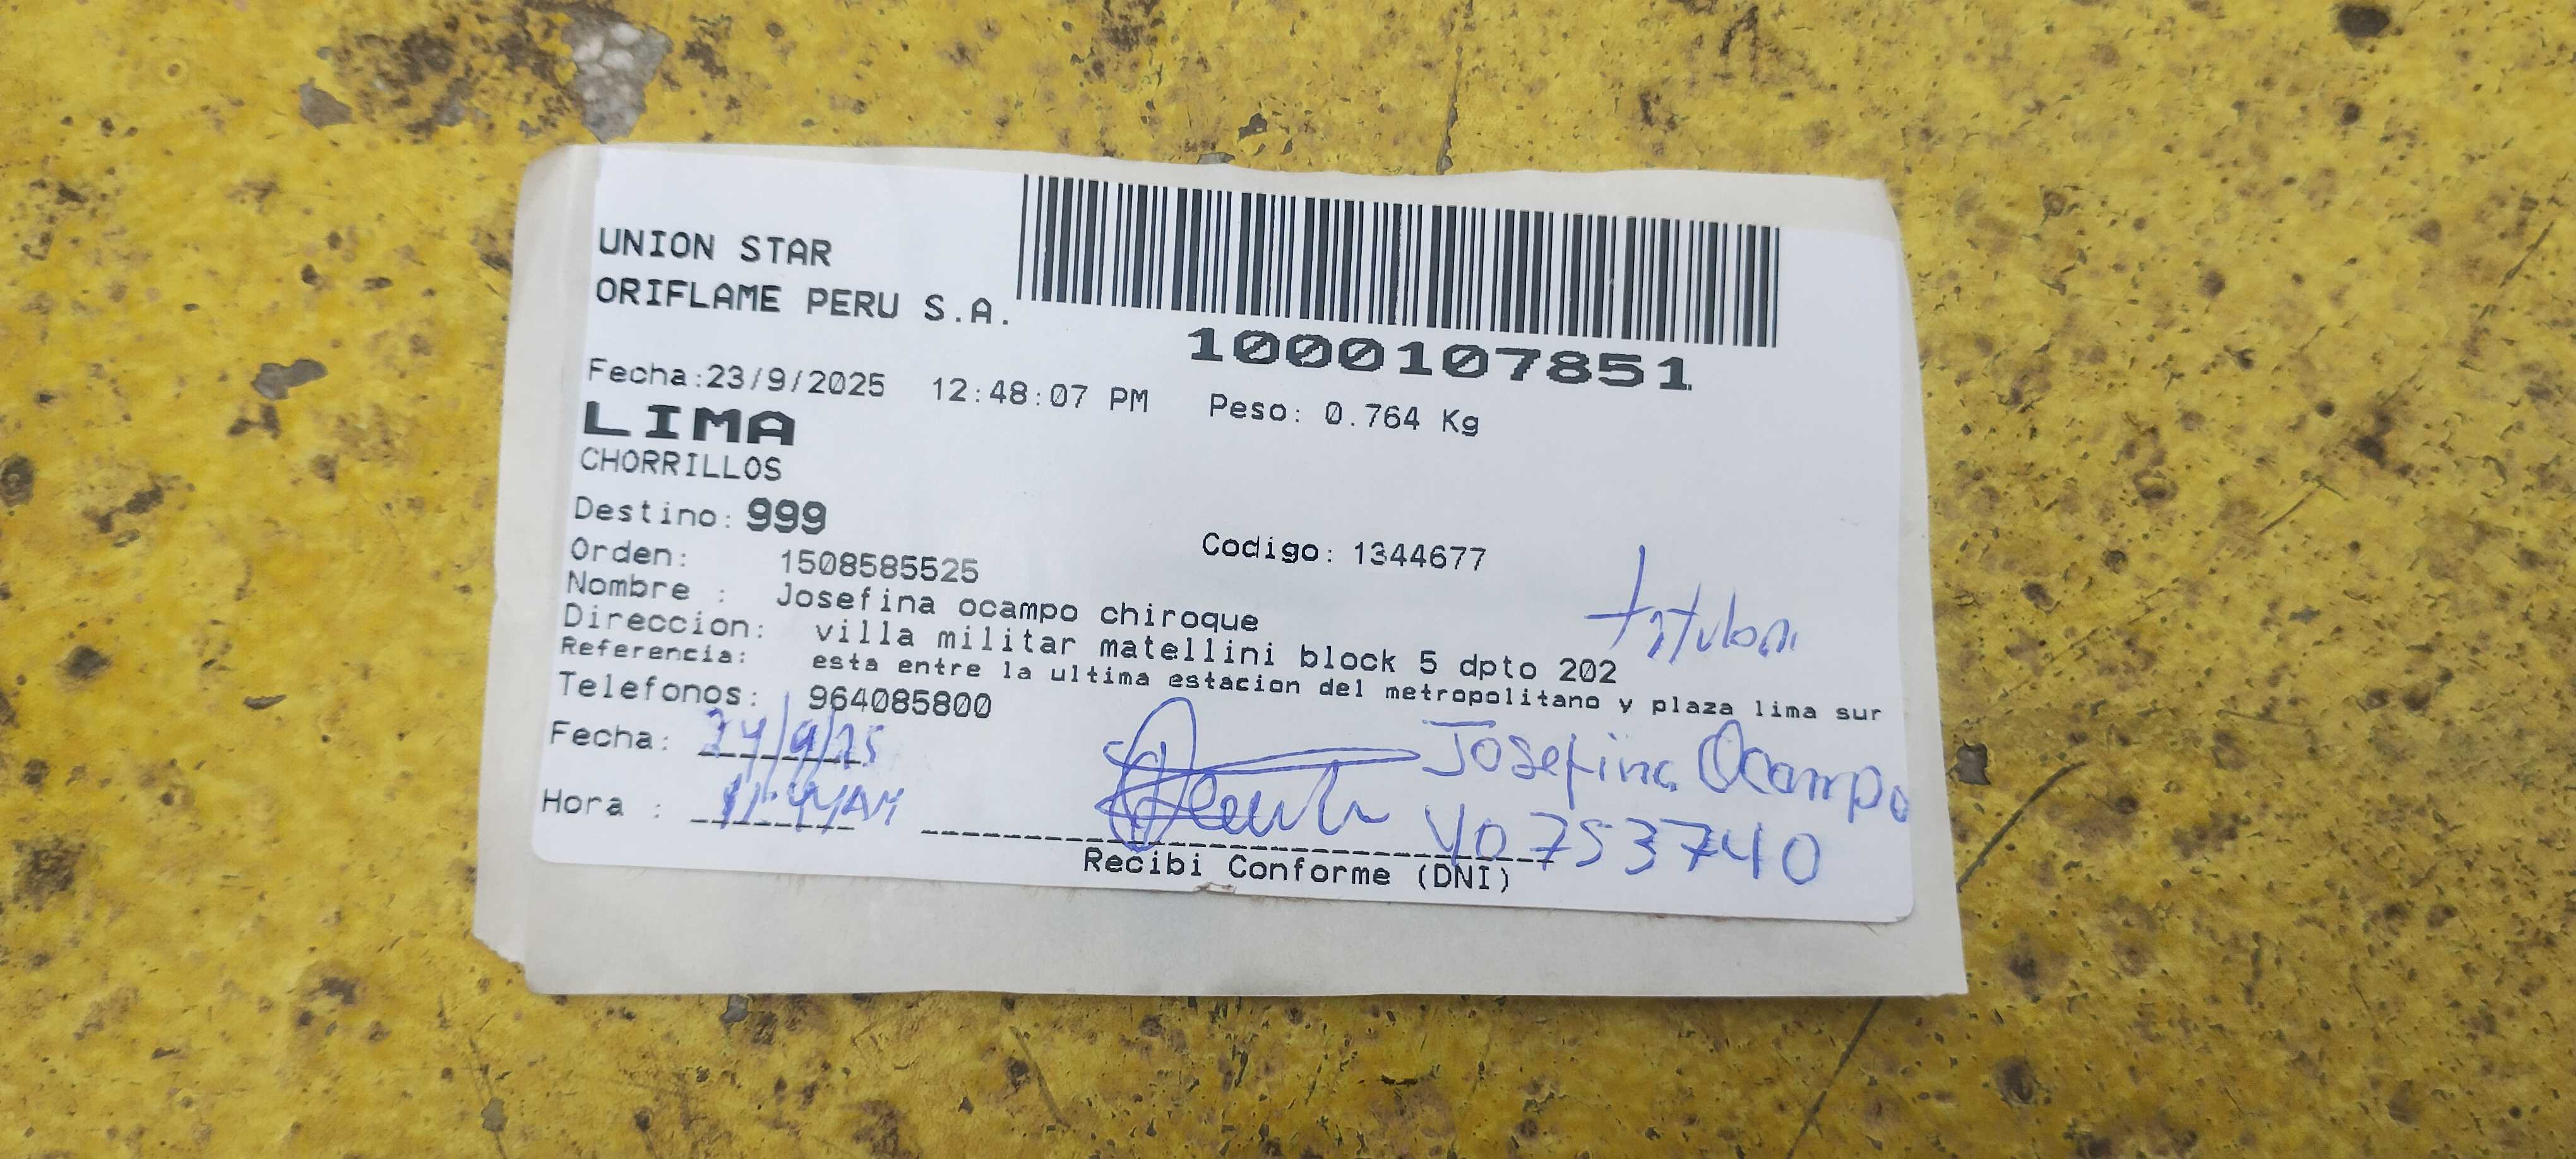 UNION STAR
ORIFLAME PERU S.A.
1000107851
Fecha:23/9/2025 12:48:07 PM Peso: 0.764 Kg
LIMA
CHORRILLOS
Destino: 999
Orden: 1508585525 Codigo: 1344677
Nombre : Josefina ocampo chiroque
Direccion: villa militar matellini block 5 dpto 202
Referencia: esta entre la ultima estacion del metropolitano y plaza lima sur
Telefonos: 964085800
Fecha: 24/9/25
Josefina Ocampo
Hora : 11:44AM
40753740
Recibi Conforme (DNI)